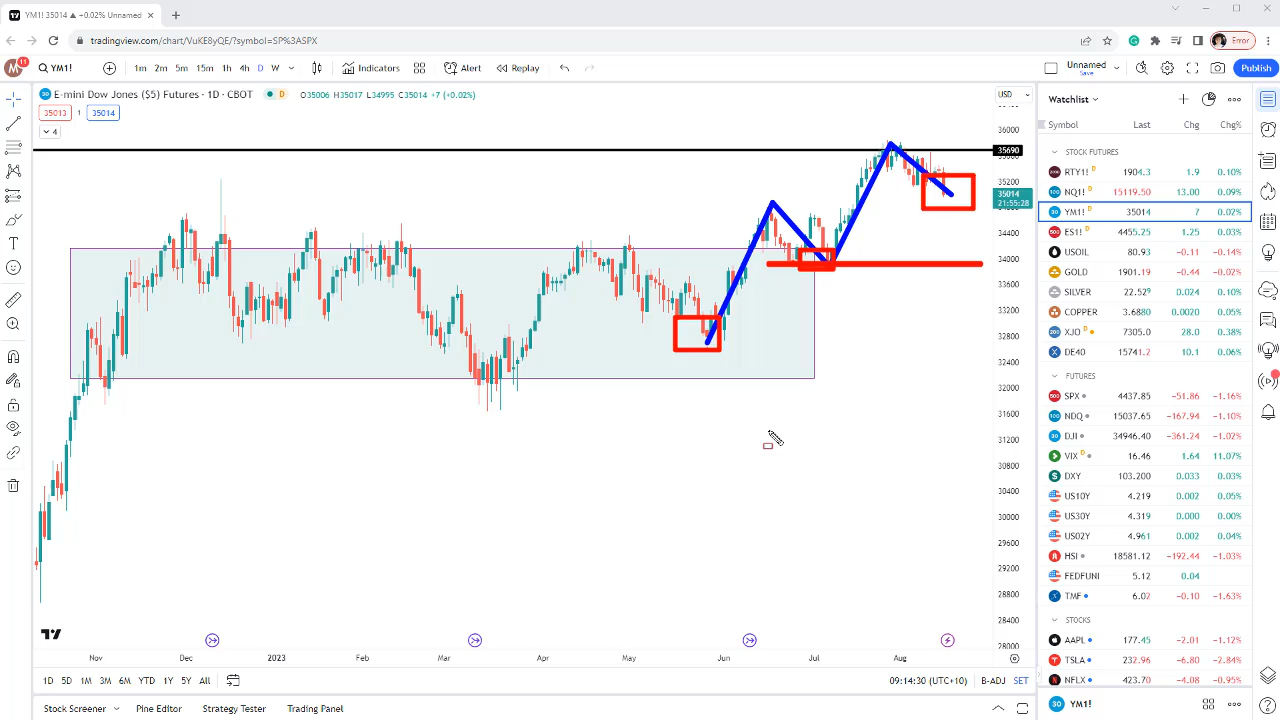 YM1! 35014 ▲ +0.02% Unnamed
tradingview.com/chart/VuKE8yQE/?symbol=SP%3ASPX
Error
M 11 YM1! 1m 2m 5m 15m 1h 4h D W Indicators Alert Replay Unnamed Save Publish
E-mini Dow Jones ($5) Futures · 1D · CBOT D O35006 H35017 L34995 C35014 +7 (+0.02%)
USD
35013 1 35014
4
36000
35690
35200
35014
21:55:28
34400
34000
33600
33200
32800
32400
32000
31600
31200
30800
30400
30000
29600
29200
28800
28400
28000
Nov Dec 2023 Feb Mar Apr May Jun Jul Aug
1D 5D 1M 3M 6M YTD 1Y 5Y All 09:14:30 (UTC+10) B-ADJ SET
Stock Screener Pine Editor Strategy Tester
Watchlist
Symbol Last Chg Chg%
STOCK FUTURES
RTY1! D 1904.3 1.9 0.10%
NQ1! D 15119.50 13.00 0.09%
YM1! D 35014 7 0.02%
ES1! D 4455.25 1.25 0.03%
USOIL 80.93 −0.11 −0.14%
GOLD 1901.19 −0.44 −0.02%
SILVER 22.529 0.024 0.10%
COPPER 3.6880 0.0020 0.05%
XJO 7305.0 28.0 0.38%
DE40 15741.2 10.1 0.06%
FUTURES
SPX 4437.85 −51.86 −1.16%
NDQ 15037.65 −167.94 −1.10%
DJI 34946.40 −361.24 −1.02%
VIX D 16.46 1.64 11.07%
DXY 103.200 0.033 0.03%
US10Y 4.219 0.002 0.05%
US30Y 4.319 0.000 0.00%
US02Y 4.961 0.002 0.04%
HSI 18581.12 −192.44 −1.03%
FEDFUNI 5.12 0.04
TMF 6.02 −0.10 −1.63%
STOCKS
AAPL 177.45 −2.01 −1.12%
TSLA 232.96 −6.80 −2.84%
NFLX 423.70 −4.08 −0.95%
30 YM1!